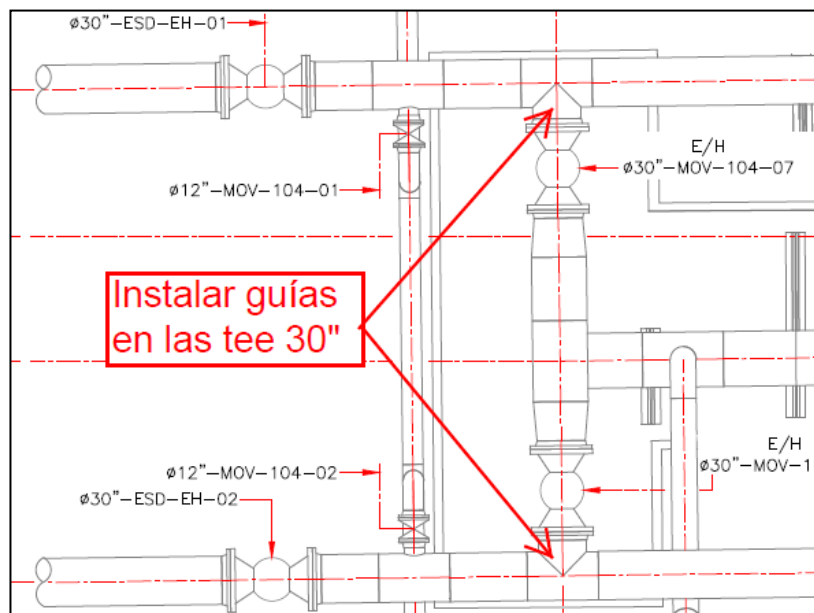 ø30"-ESD-EH-01
E/H
ø30"-MOV-104-07
ø12"-MOV-104-01
Instalar guías
en las tee 30"
E/H
ø30"-MOV-1
ø12"-MOV-104-02
ø30"-ESD-EH-02